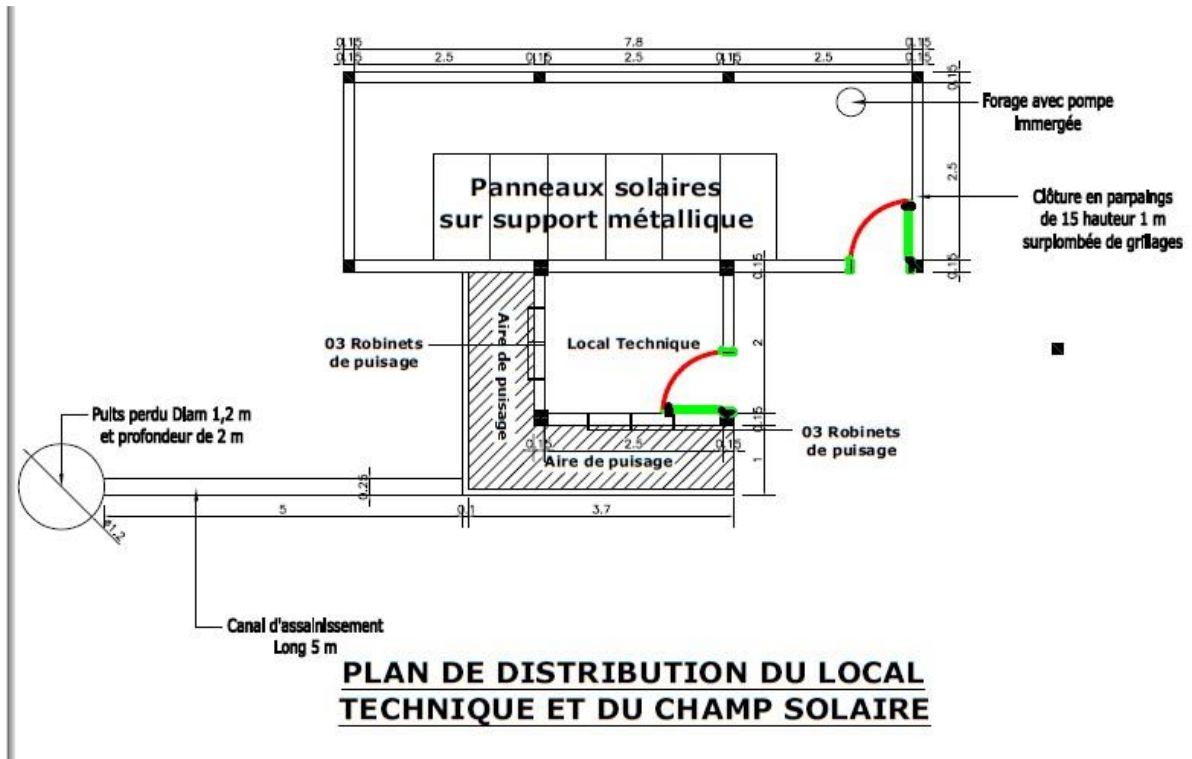 0.15
7.8
0.15
0.15
2.5
0.15
2.5
0.15
2.5
0.15
0.15
Forage avec pompe
Immergée
2.5
Panneaux solaires
sur support métallique
Clôture en parpaings
de 15 hauteur 1 m
surplombée de grillages
0.15
0.15
Aire de puisage
03 Robinets
de puisage
Local Technique
2
Puits perdu Diam 1,2 m
et profondeur de 2 m
0.15
03 Robinets
de puisage
0.15
2.5
0.15
Aire de puisage
1
0.25
5
0.1
3.7
ø1,2
Canal d'assainissement
Long 5 m
PLAN DE DISTRIBUTION DU LOCAL
TECHNIQUE ET DU CHAMP SOLAIRE